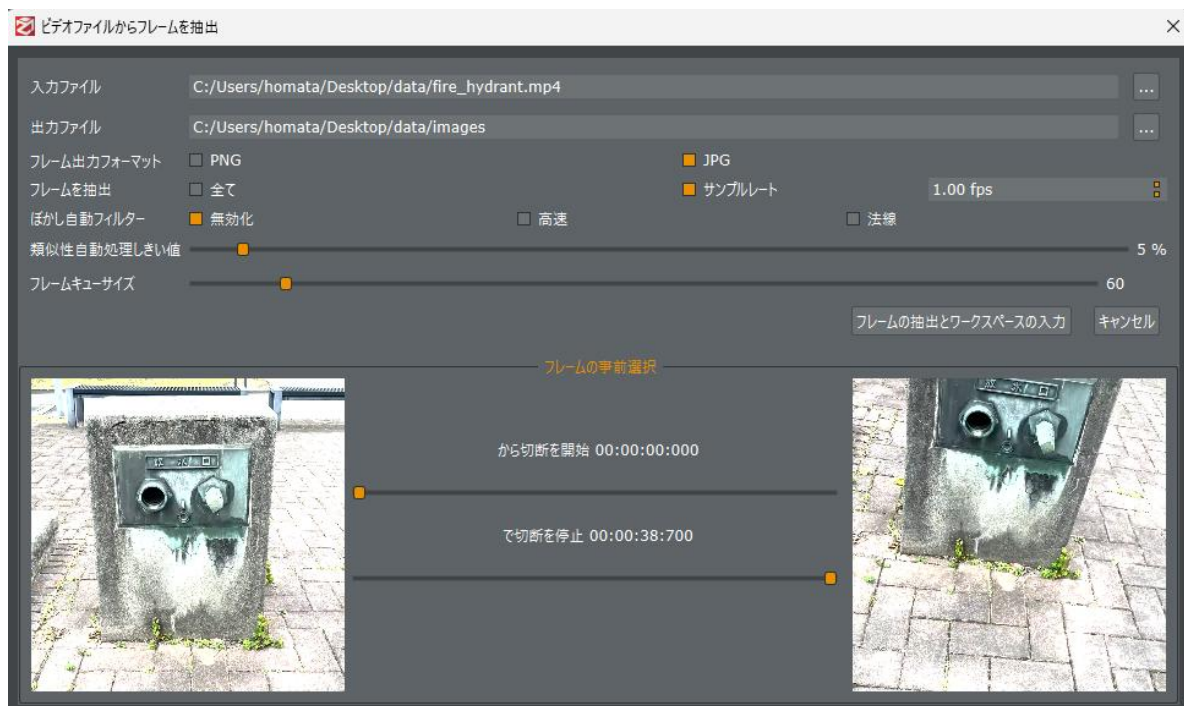 ビデオファイルからフレームを抽出
入力ファイル C:/Users/homata/Desktop/data/fire_hydrant.mp4 ...
出力ファイル C:/Users/homata/Desktop/data/images ...
フレーム出力フォーマット PNG JPG
フレームを抽出 全て サンプルレート 1.00 fps
ぼかし自動フィルター 無効化 高速 法線
類似性自動処理しきい値 5 %
フレームキューサイズ 60
フレームの抽出とワークスペースの入力 キャンセル
フレームの事前選択
から切断を開始 00:00:00:000
で切断を停止 00:00:38:700